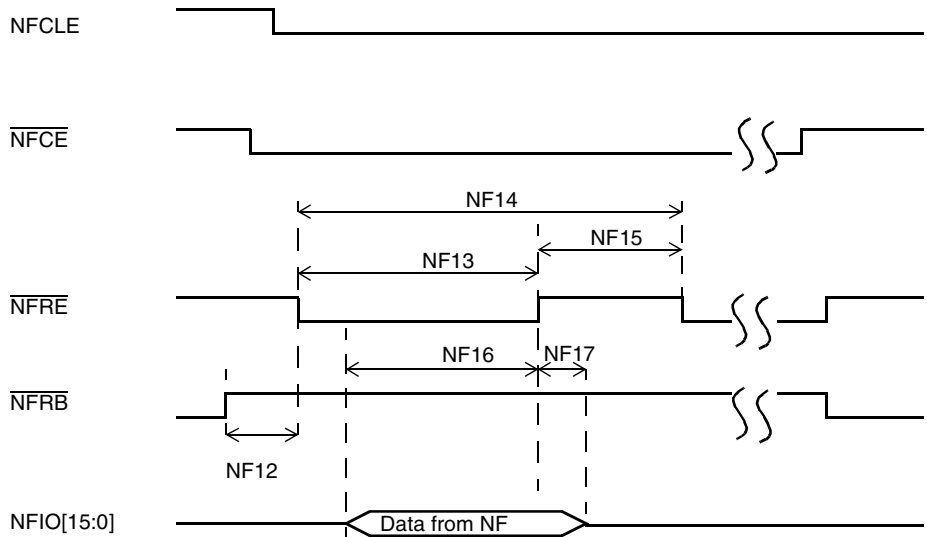 NFCLE
NFCE
NF14
NF15
NF13
NFRE
NF16 NF17
NFRB
NF12
NFIO[15:0] Data from NF